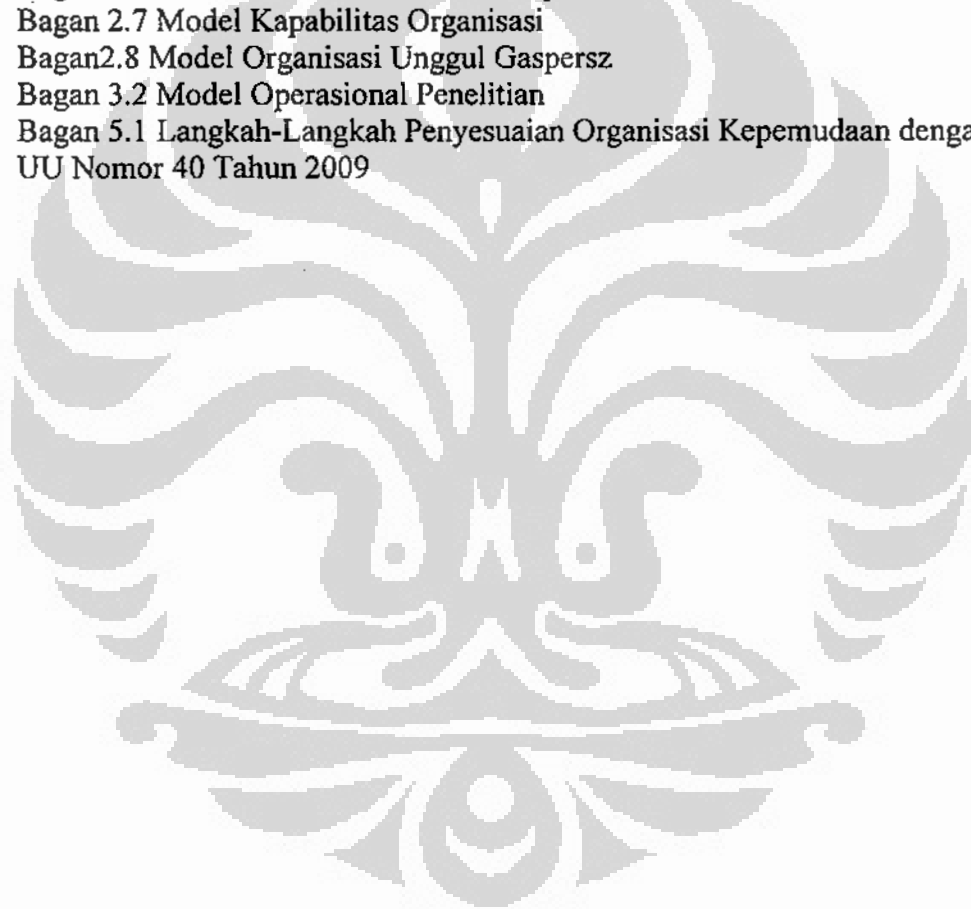 Bagan 2.7 Model Kapabilitas Organisasi
Bagan2.8 Model Organisasi Unggul Gaspersz
Bagan 3.2 Model Operasional Penelitian
Bagan 5.1 Langkah-Langkah Penyesuaian Organisasi Kepemudaan denga
UU Nomor 40 Tahun 2009